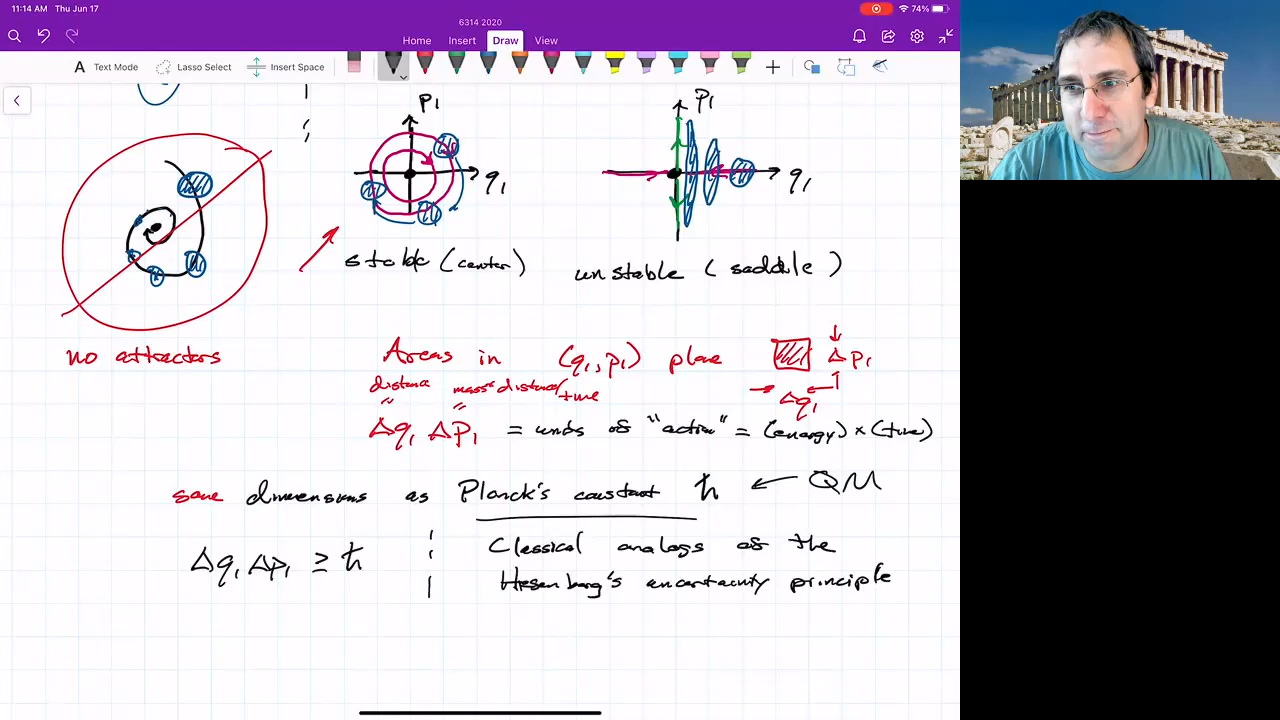 11:14 AM Thu Jun 17
74%
6314 2020
Home Insert Draw View
Text Mode Lasso Select Insert Space
P1
q1
stable (center)
P1
q1
unstable (saddle)
no attractors
Areas in (q1, p1) plane
Δp1
Δq1
distance mass*distance/time
Δq1 Δp1 = units of "action" = (energy) × (time)
same dimensions as Planck's constant ħ ← QM
Δq1 Δp1 ≥ ħ
Classical analogs of the
Hesenberg's uncertainty principle